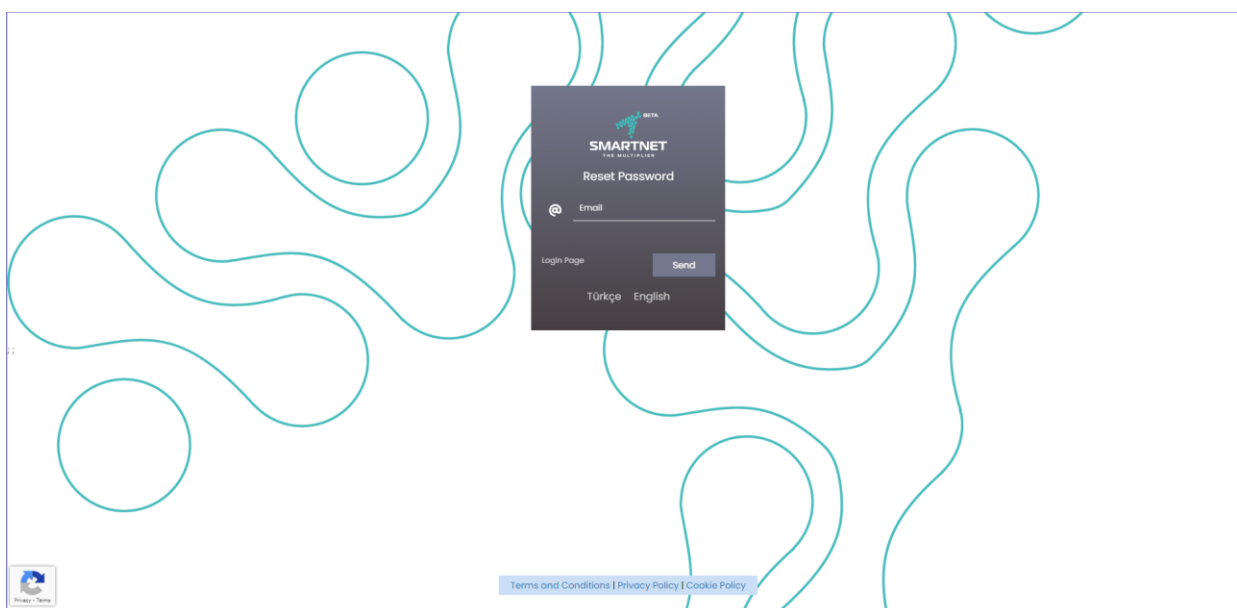 BETA
SMARTNET
THE MULTIPLIER
Reset Password
@ Email
Login Page
Send
Türkçe English
;;
Terms and Conditions | Privacy Policy | Cookie Policy
Privacy - Terms